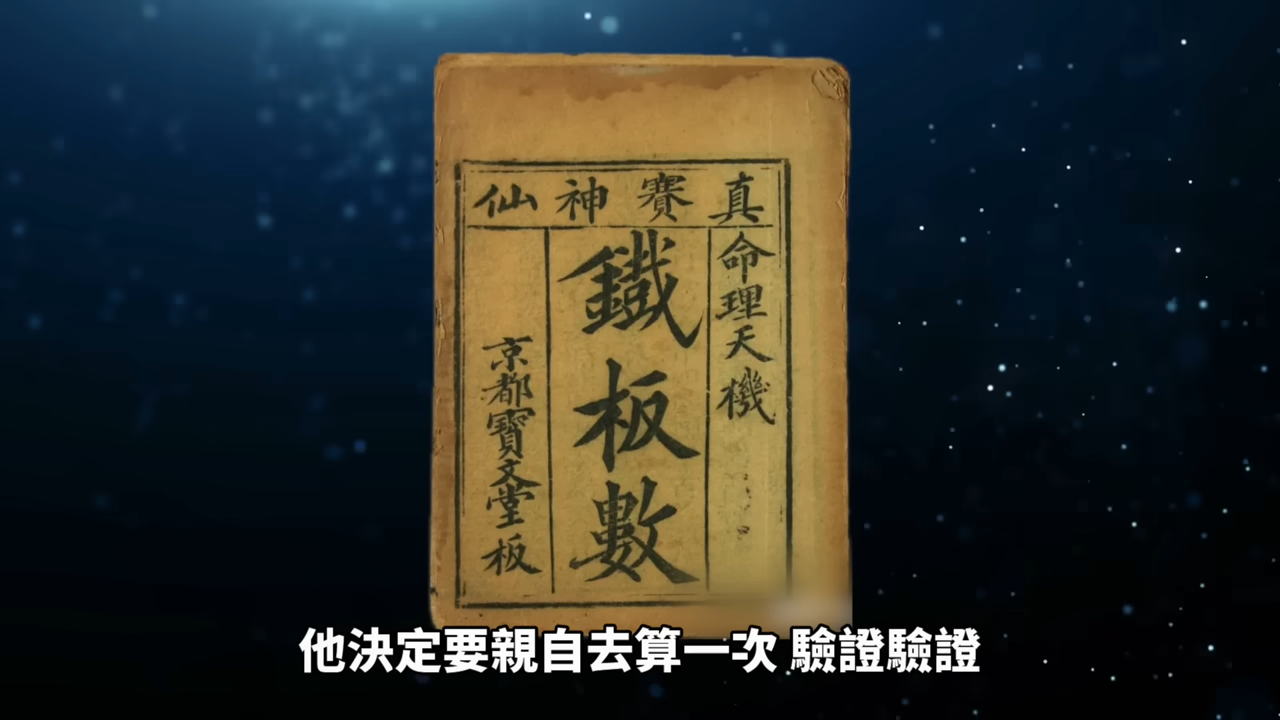 真賽神仙
命理天機
鐵板數
京都寶文堂板
他決定要親自去算一次 驗證驗證